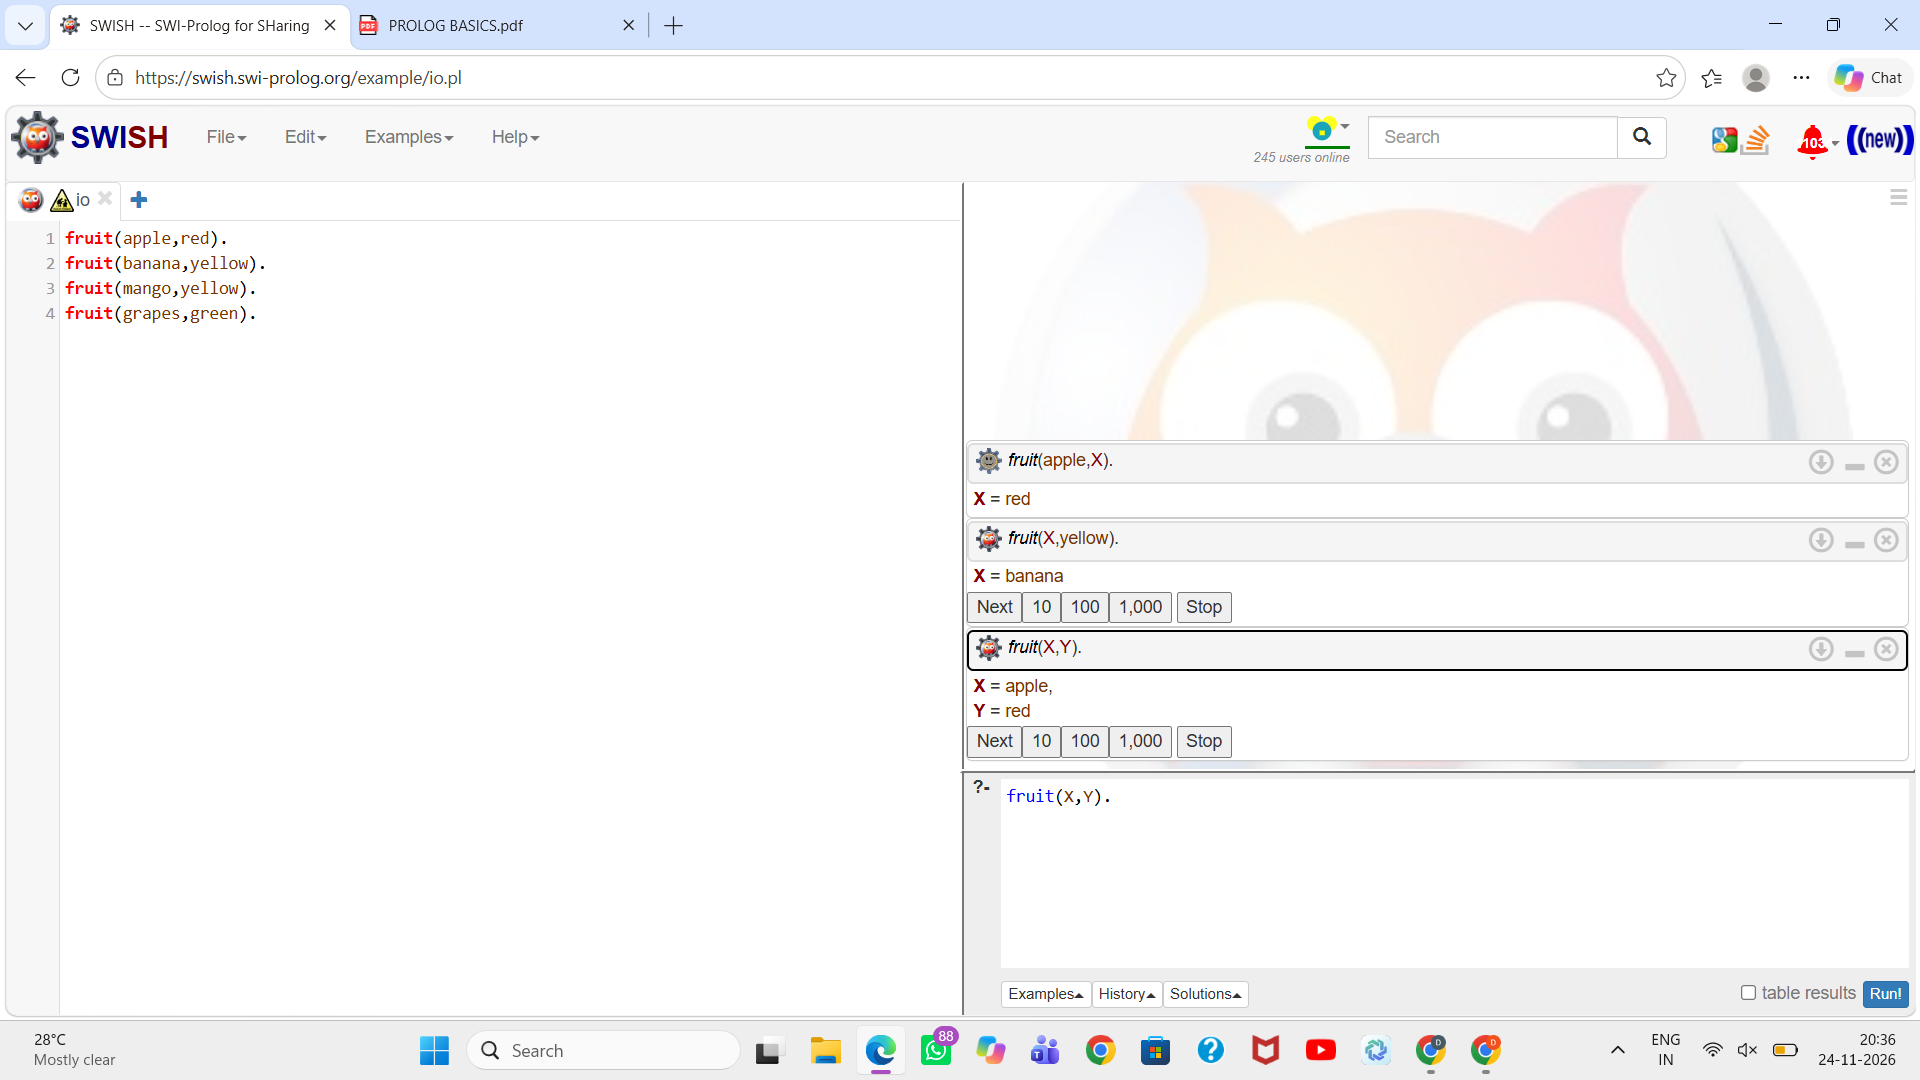 SWISH -- SWI-Prolog for SHaring
PROLOG BASICS.pdf
https://swish.swi-prolog.org/example/io.pl
Chat
SWISH
File
Edit
Examples
Help
245 users online
Search
103
((new))
io
1 fruit(apple,red).
2 fruit(banana,yellow).
3 fruit(mango,yellow).
4 fruit(grapes,green).
fruit(apple,X).
X = red
fruit(X,yellow).
X = banana
Next 10 100 1,000 Stop
fruit(X,Y).
X = apple,
Y = red
Next 10 100 1,000 Stop
?- fruit(X,Y).
Examples History Solutions
table results Run!
28°C
Mostly clear
Search
88
ENG
IN
20:36
24-11-2026